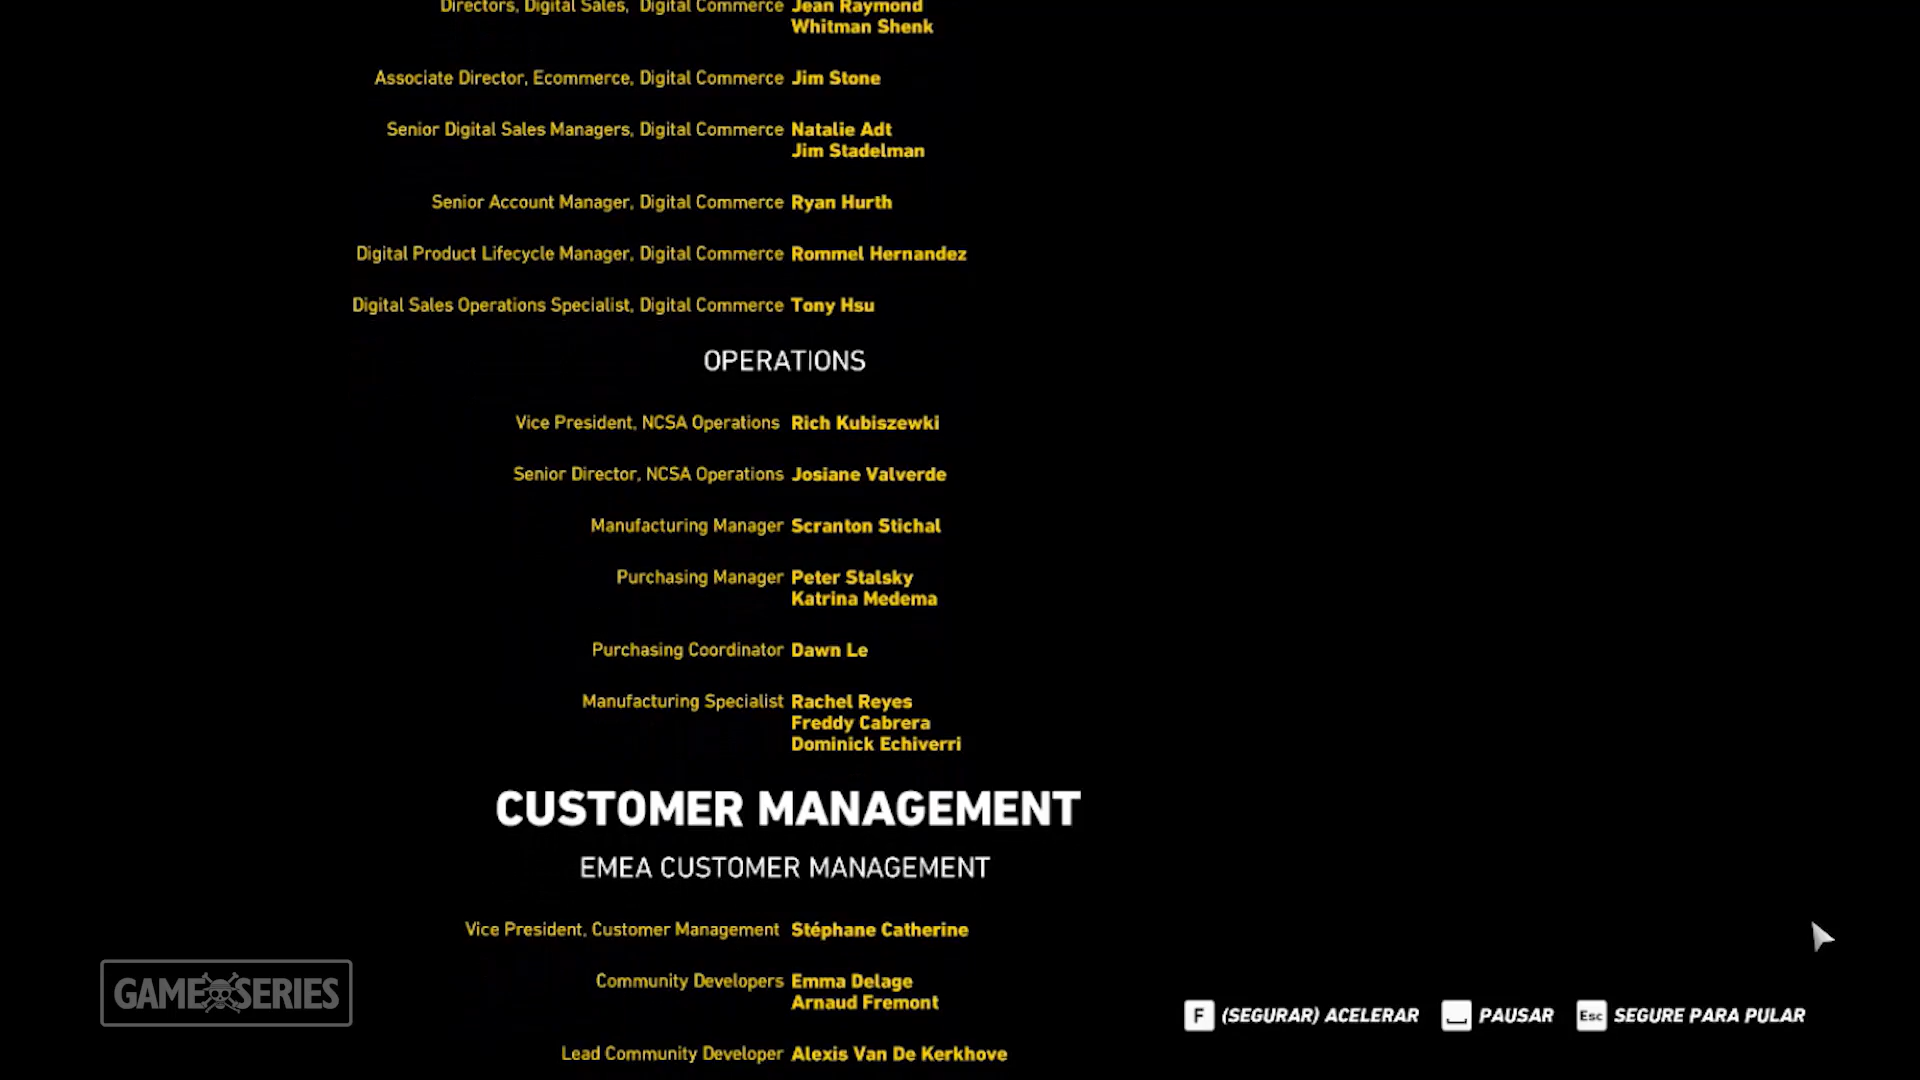 Directors, Digital Sales, Digital Commerce Jean Raymond
Whitman Shenk
Associate Director, Ecommerce, Digital Commerce Jim Stone
Senior Digital Sales Managers, Digital Commerce Natalie Adt
Jim Stadelman
Senior Account Manager, Digital Commerce Ryan Hurth
Digital Product Lifecycle Manager, Digital Commerce Rommel Hernandez
Digital Sales Operations Specialist, Digital Commerce Tony Hsu
OPERATIONS
Vice President, NCSA Operations Rich Kubiszewki
Senior Director, NCSA Operations Josiane Valverde
Manufacturing Manager Scranton Stichal
Purchasing Manager Peter Stalsky
Katrina Medema
Purchasing Coordinator Dawn Le
Manufacturing Specialist Rachel Reyes
Freddy Cabrera
Dominick Echiverri
CUSTOMER MANAGEMENT
EMEA CUSTOMER MANAGEMENT
Vice President, Customer Management Stéphane Catherine
Community Developers Emma Delage
Arnaud Fremont
Lead Community Developer Alexis Van De Kerkhove
GAME SERIES
F (SEGURAR) ACELERAR PAUSAR Esc SEGURE PARA PULAR